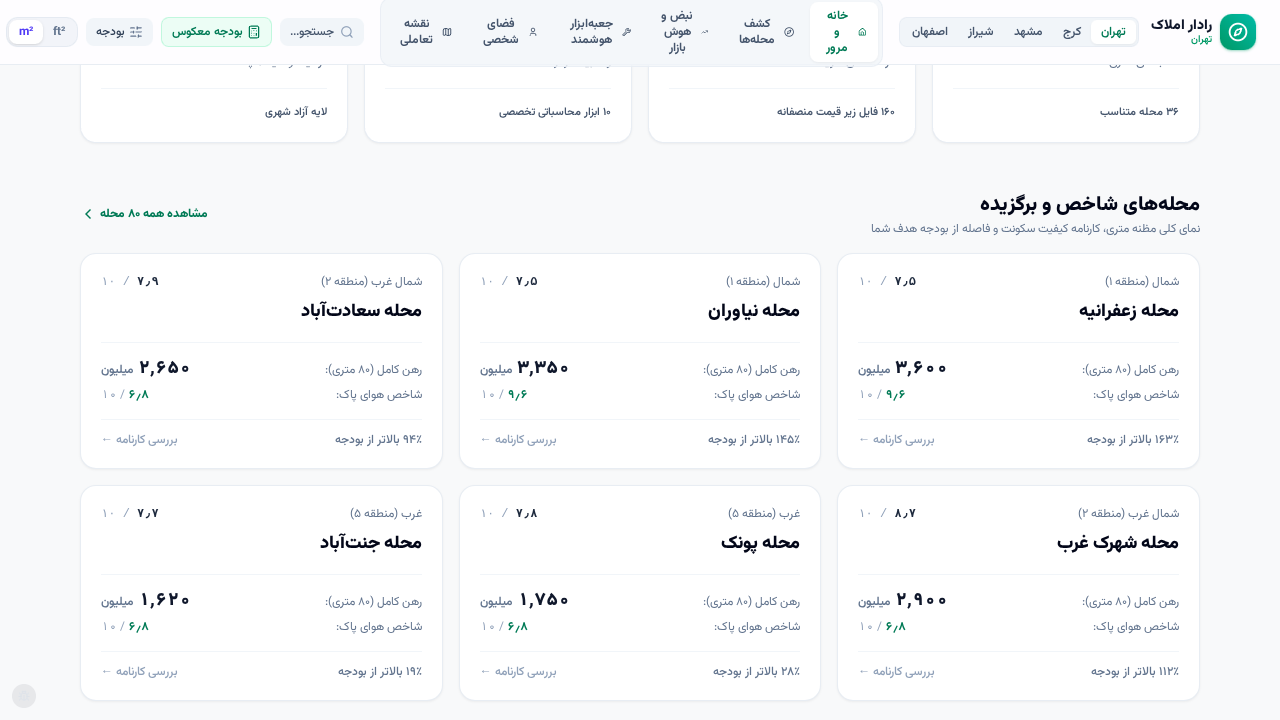 رادار املاک
تهران
تهران
کرج
مشهد
شیراز
اصفهان
خانه و مرور
کشف محله‌ها
نبض و هوش بازار
جعبه‌ابزار هوشمند
فضای شخصی
نقشه تعاملی
جستجو...
بودجه معکوس
بودجه
ft²
m²
۳۶ محله متناسب
۱۶۰ فایل زیر قیمت منصفانه
۱۰ ابزار محاسباتی تخصصی
لایه آزاد شهری
محله‌های شاخص و برگزیده
نمای کلی مظنه متری، کارنامه کیفیت سکونت و فاصله از بودجه هدف شما
مشاهده همه ۸۰ محله
شمال (منطقه ۱)
۷٫۵ / ۱۰
محله زعفرانیه
رهن کامل (۸۰ متری):
۳,۶۰۰ میلیون
شاخص هوای پاک:
۹٫۶ / ۱۰
۱۶۳٪ بالاتر از بودجه
بررسی کارنامه ←
شمال (منطقه ۱)
۷٫۵ / ۱۰
محله نیاوران
رهن کامل (۸۰ متری):
۳,۳۵۰ میلیون
شاخص هوای پاک:
۹٫۶ / ۱۰
۱۴۵٪ بالاتر از بودجه
بررسی کارنامه ←
شمال غرب (منطقه ۲)
۷٫۹ / ۱۰
محله سعادت‌آباد
رهن کامل (۸۰ متری):
۲,۶۵۰ میلیون
شاخص هوای پاک:
۶٫۸ / ۱۰
۹۴٪ بالاتر از بودجه
بررسی کارنامه ←
شمال غرب (منطقه ۲)
۸٫۷ / ۱۰
محله شهرک غرب
رهن کامل (۸۰ متری):
۲,۹۰۰ میلیون
شاخص هوای پاک:
۶٫۸ / ۱۰
۱۱۲٪ بالاتر از بودجه
بررسی کارنامه ←
غرب (منطقه ۵)
۷٫۸ / ۱۰
محله پونک
رهن کامل (۸۰ متری):
۱,۷۵۰ میلیون
شاخص هوای پاک:
۶٫۸ / ۱۰
۲۸٪ بالاتر از بودجه
بررسی کارنامه ←
غرب (منطقه ۵)
۷٫۷ / ۱۰
محله جنت‌آباد
رهن کامل (۸۰ متری):
۱,۶۲۰ میلیون
شاخص هوای پاک:
۶٫۸ / ۱۰
۱۹٪ بالاتر از بودجه
بررسی کارنامه ←